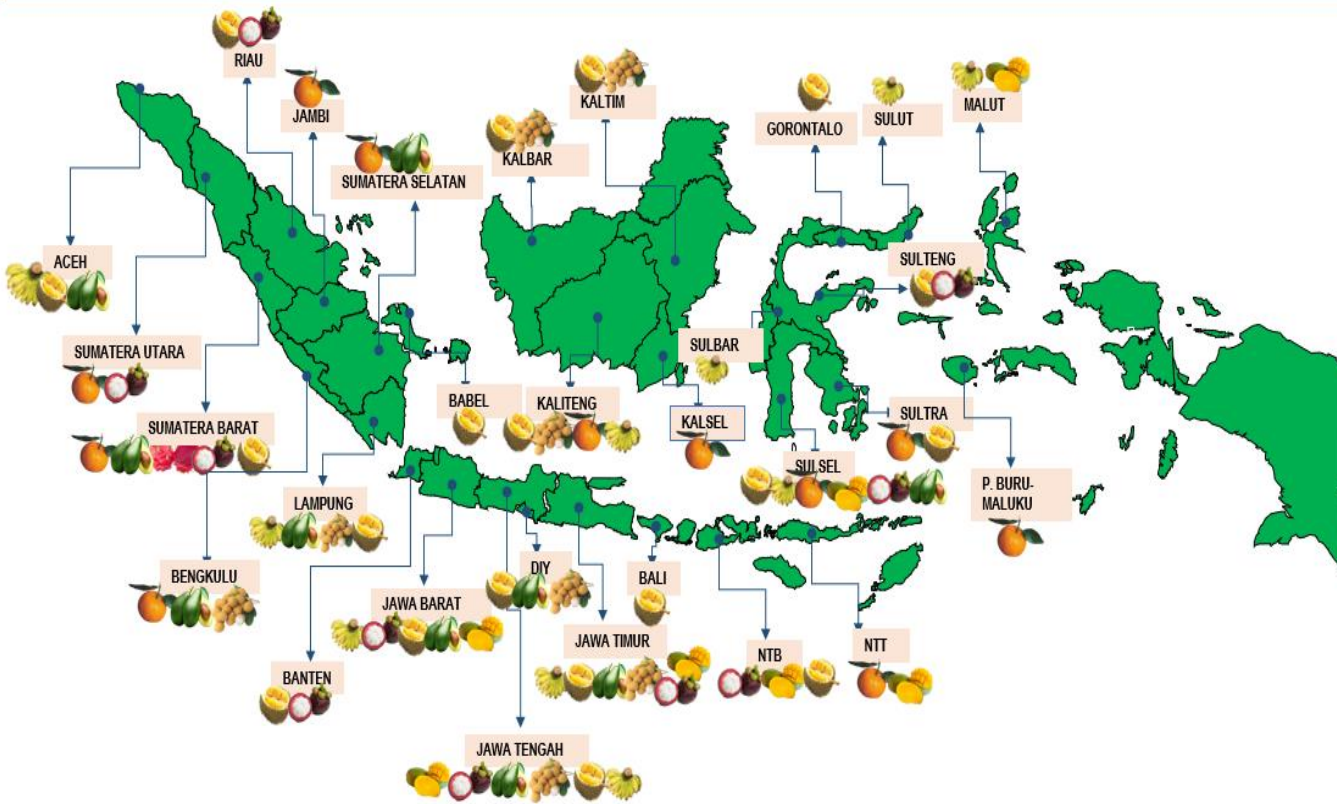 RIAU
JAMBI
SUMATERA SELATAN
KALTIM
KALBAR
GORONTALO
SULUT
MALUT
ACEH
SULTENG
SUMATERA UTARA
SULBAR
BABEL
KALITENG
KALSEL
SULTRA
SUMATERA BARAT
SULSEL
P. BURU-
MALUKU
LAMPUNG
BENGKULU
DIY
BALI
JAWA BARAT
JAWA TIMUR
NTB
NTT
BANTEN
JAWA TENGAH